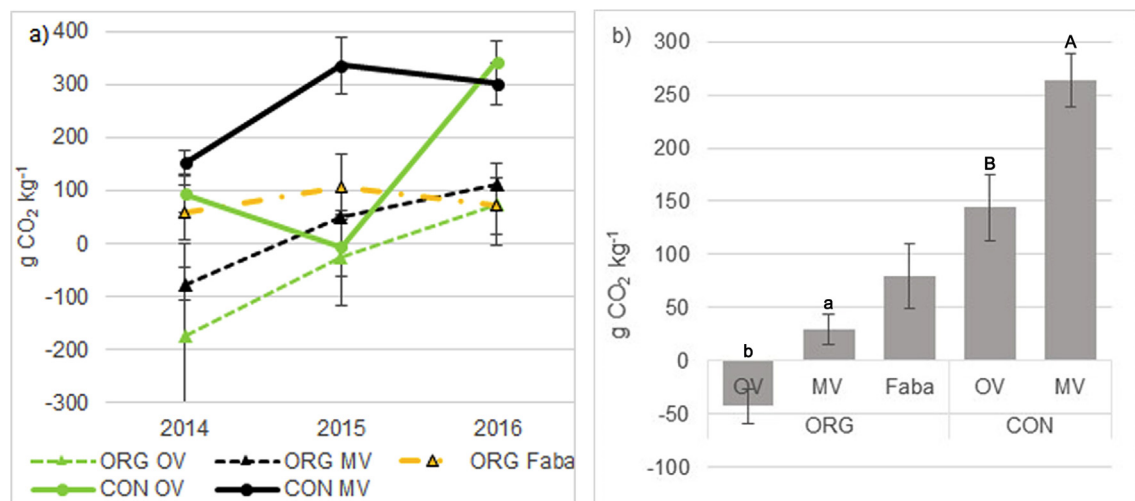 a)
400
300
200
100
0
-100
-200
-300
g CO₂ kg⁻¹
2014 2015 2016
ORG OV ORG MV ORG Faba
CON OV CON MV
b)
300
250
200
150
100
50
0
-50
-100
g CO₂ kg⁻¹
b a B A
OV MV Faba OV MV
ORG CON